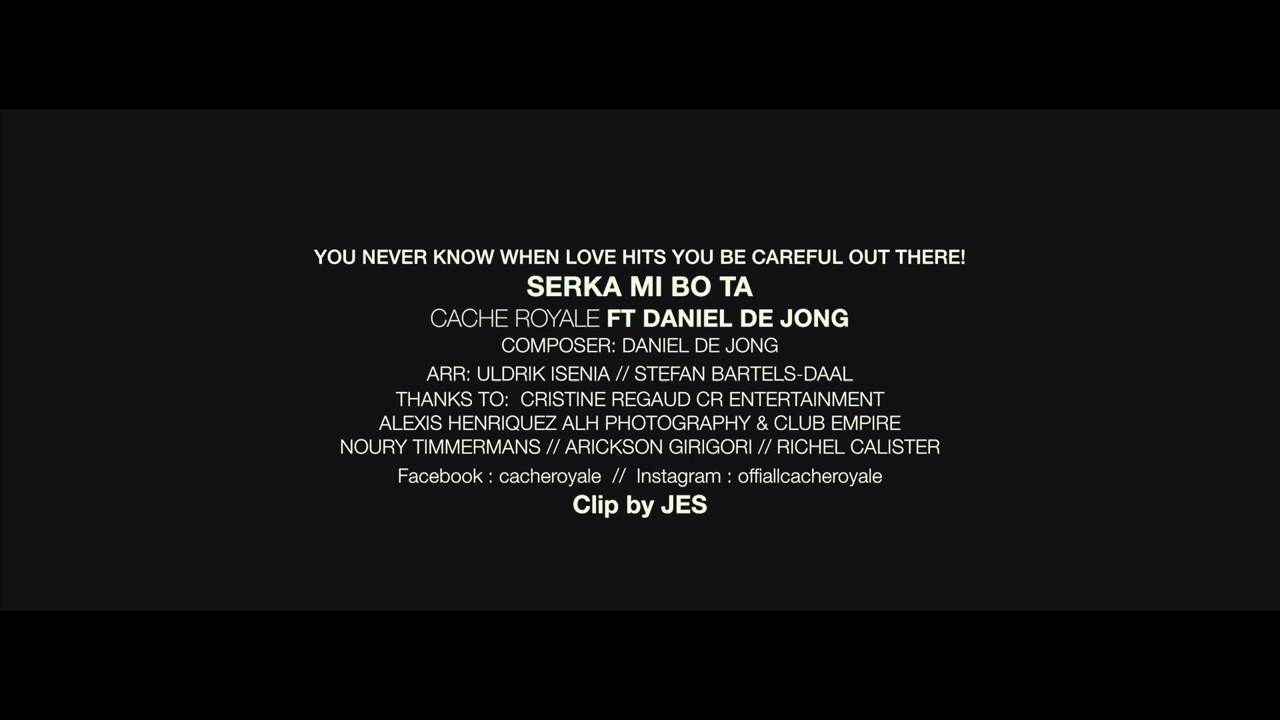 YOU NEVER KNOW WHEN LOVE HITS YOU BE CAREFUL OUT THERE!
SERKA MI BO TA
CACHE ROYALE FT DANIEL DE JONG
COMPOSER: DANIEL DE JONG
ARR: ULDRIK ISENIA // STEFAN BARTELS-DAAL
THANKS TO:  CRISTINE REGAUD CR ENTERTAINMENT
ALEXIS HENRIQUEZ ALH PHOTOGRAPHY & CLUB EMPIRE
NOURY TIMMERMANS // ARICKSON GIRIGORI // RICHEL CALISTER
Facebook : cacheroyale  //  Instagram : offiallcacheroyale
Clip by JES